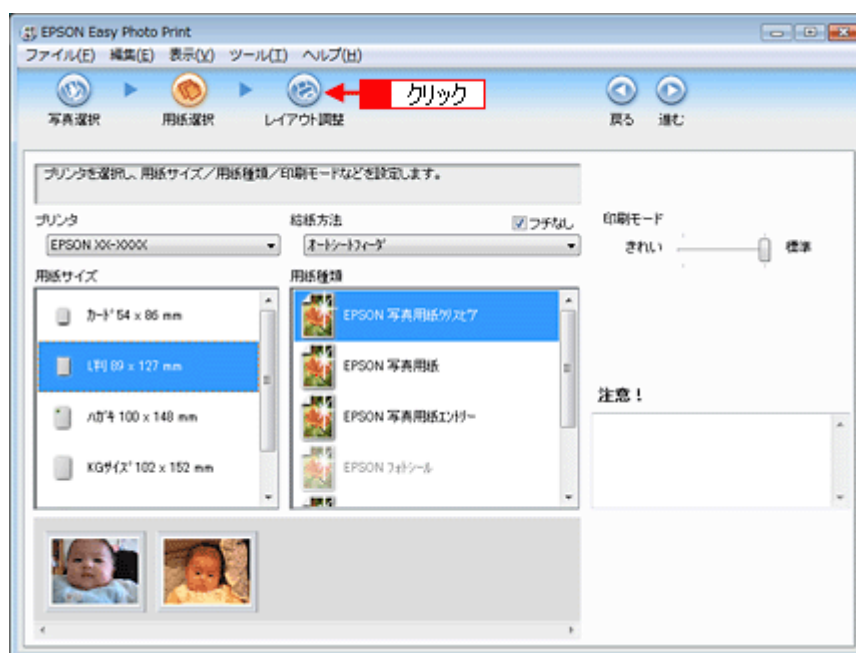 EPSON Easy Photo Print
ファイル(F) 編集(E) 表示(V) ツール(T) ヘルプ(H)
クリック
写真選択 用紙選択 レイアウト調整 戻る 進む
プリンタを選択し、用紙サイズ/用紙種類/印刷モードなどを設定します。
プリンタ 給紙方法 フチなし 印刷モード
EPSON XX-XXXX オートシートフィーダ きれい 標準
用紙サイズ 用紙種類
カード 54 x 86 mm EPSON 写真用紙クリスピア
L判 89 x 127 mm EPSON 写真用紙
注意!
ハガキ 100 x 148 mm EPSON 写真用紙エントリー
KGサイズ 102 x 152 mm EPSON フォトシール